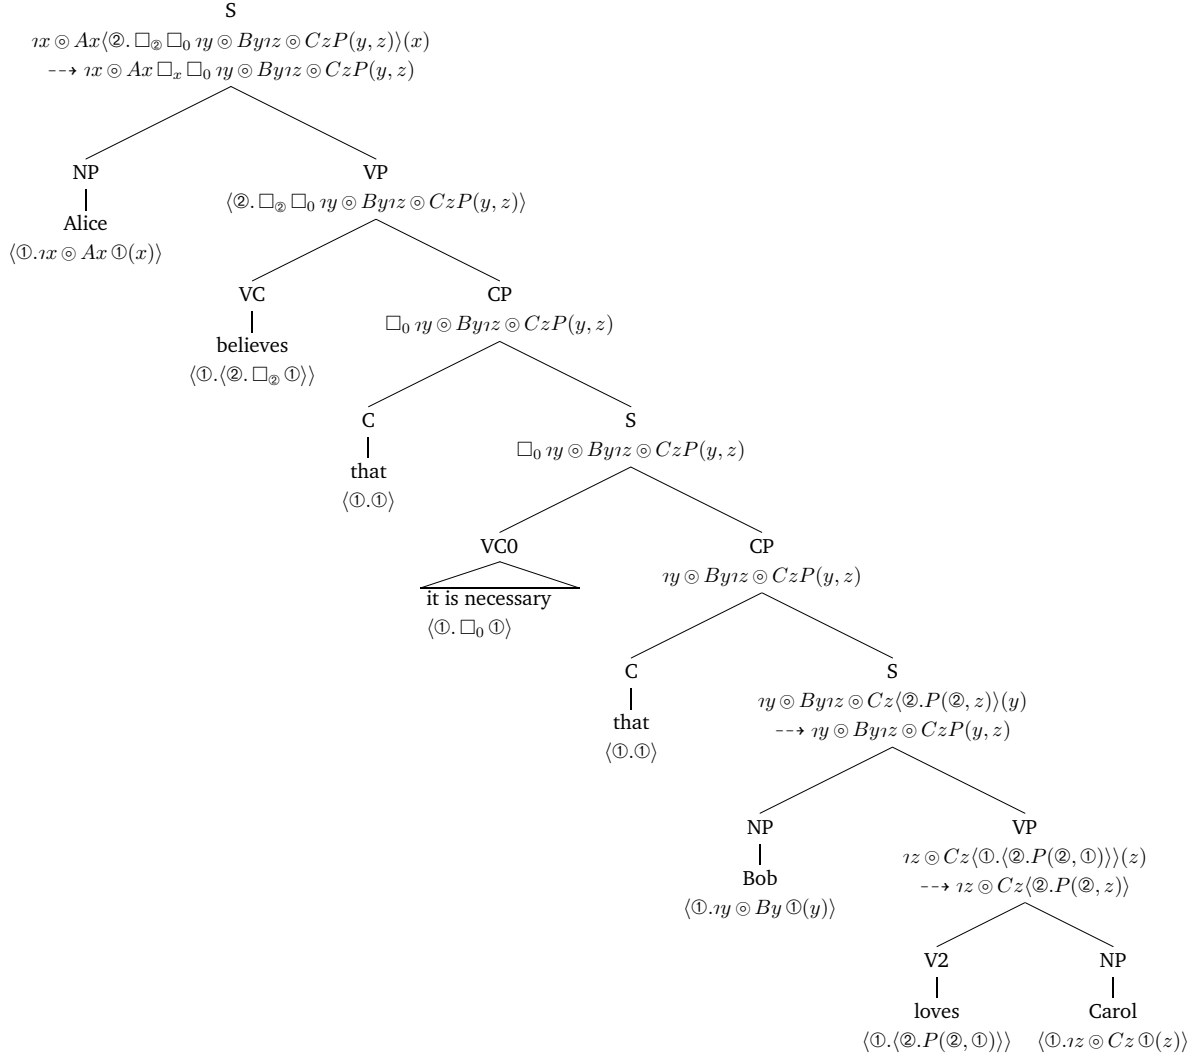 S
ıx ⊚ Ax⟨②. □② □₀ ıy ⊚ Byız ⊚ CzP(y, z)⟩(x)
⇢ ıx ⊚ Ax □ₓ □₀ ıy ⊚ Byız ⊚ CzP(y, z)
NP VP
⟨②. □② □₀ ıy ⊚ Byız ⊚ CzP(y, z)⟩
Alice
⟨①.ıx ⊚ Ax ①(x)⟩
VC CP
□₀ ıy ⊚ Byız ⊚ CzP(y, z)
believes
⟨①.⟨②. □② ①⟩⟩
C S
□₀ ıy ⊚ Byız ⊚ CzP(y, z)
that
⟨①.①⟩
VC0 CP
ıy ⊚ Byız ⊚ CzP(y, z)
it is necessary
⟨①. □₀ ①⟩
C S
ıy ⊚ Byız ⊚ Cz⟨②.P(②, z)⟩(y)
⇢ ıy ⊚ Byız ⊚ CzP(y, z)
that
⟨①.①⟩
NP VP
ız ⊚ Cz⟨①.⟨②.P(②, ①)⟩⟩(z)
⇢ ız ⊚ Cz⟨②.P(②, z)⟩
Bob
⟨①.ıy ⊚ By ①(y)⟩
V2 NP
loves Carol
⟨①.⟨②.P(②, ①)⟩⟩ ⟨①.ız ⊚ Cz ①(z)⟩